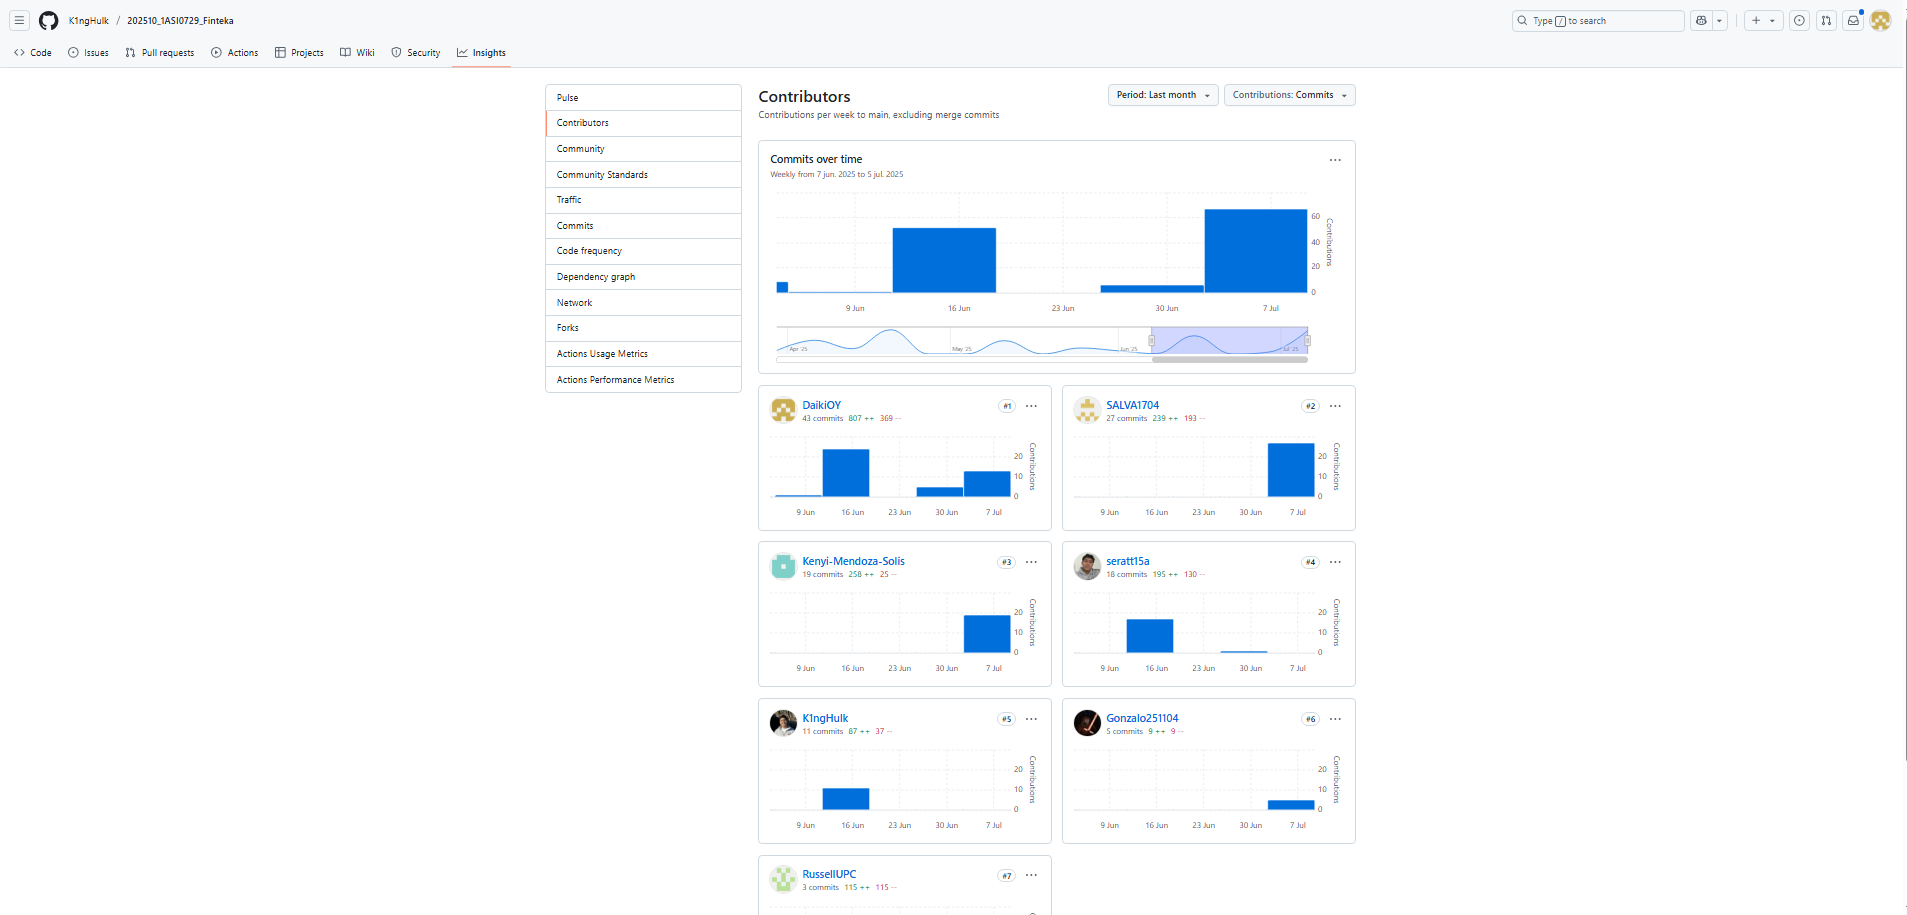 K1ngHulk / 202510_1ASI0729_Finteka
Type / to search
Code Issues Pull requests Actions Projects Wiki Security Insights
Pulse
Contributors
Community
Community Standards
Traffic
Commits
Code frequency
Dependency graph
Network
Forks
Actions Usage Metrics
Actions Performance Metrics
Contributors
Period: Last month
Contributions: Commits
Contributions per week to main, excluding merge commits
Commits over time
Weekly from 7 jun. 2025 to 5 jul. 2025
60
40
20
0
Contributions
9 Jun 16 Jun 23 Jun 30 Jun 7 Jul
Apr '25 May '25 Jun '25 Jul '25
DaikiOY #1
43 commits 807 ++ 369 --
20
10
0
Contributions
9 Jun 16 Jun 23 Jun 30 Jun 7 Jul
SALVA1704 #2
27 commits 239 ++ 193 --
20
10
0
Contributions
9 Jun 16 Jun 23 Jun 30 Jun 7 Jul
Kenyi-Mendoza-Solis #3
19 commits 258 ++ 25 --
20
10
0
Contributions
9 Jun 16 Jun 23 Jun 30 Jun 7 Jul
seratt15a #4
18 commits 195 ++ 130 --
20
10
0
Contributions
9 Jun 16 Jun 23 Jun 30 Jun 7 Jul
K1ngHulk #5
11 commits 87 ++ 37 --
20
10
0
Contributions
9 Jun 16 Jun 23 Jun 30 Jun 7 Jul
Gonzalo251104 #6
5 commits 9 ++ 9 --
20
10
0
Contributions
9 Jun 16 Jun 23 Jun 30 Jun 7 Jul
RussellUPC #7
3 commits 115 ++ 115 --